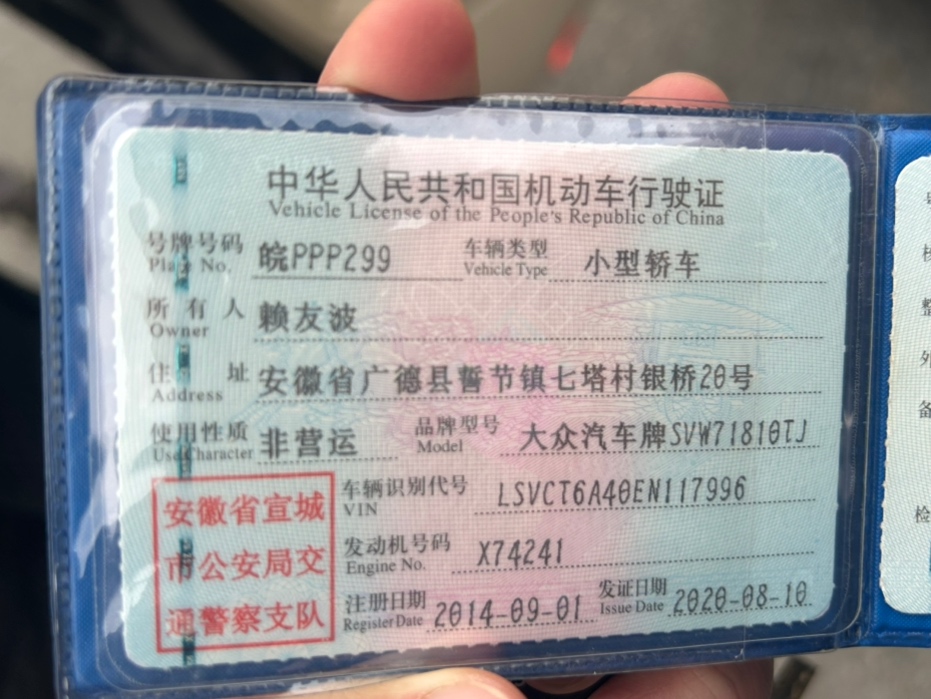 中华人民共和国机动车行驶证
Vehicle License of the People's Republic of China
号牌号码 皖PPP299 车辆类型 小型轿车
Plate No. Vehicle Type
所有人 赖友波
Owner
住址 安徽省广德县誓节镇七塔村银桥20号
Address
使用性质 非营运 品牌型号 大众汽车牌SVW71810TJ
Use Character Model
安徽省宣城
市公安局交
通警察支队
车辆识别代号 LSVCT6A40EN117996
VIN
发动机号码 X74241
Engine No.
注册日期 2014-09-01 发证日期 2020-08-10
Register Date Issue Date
整
备
检